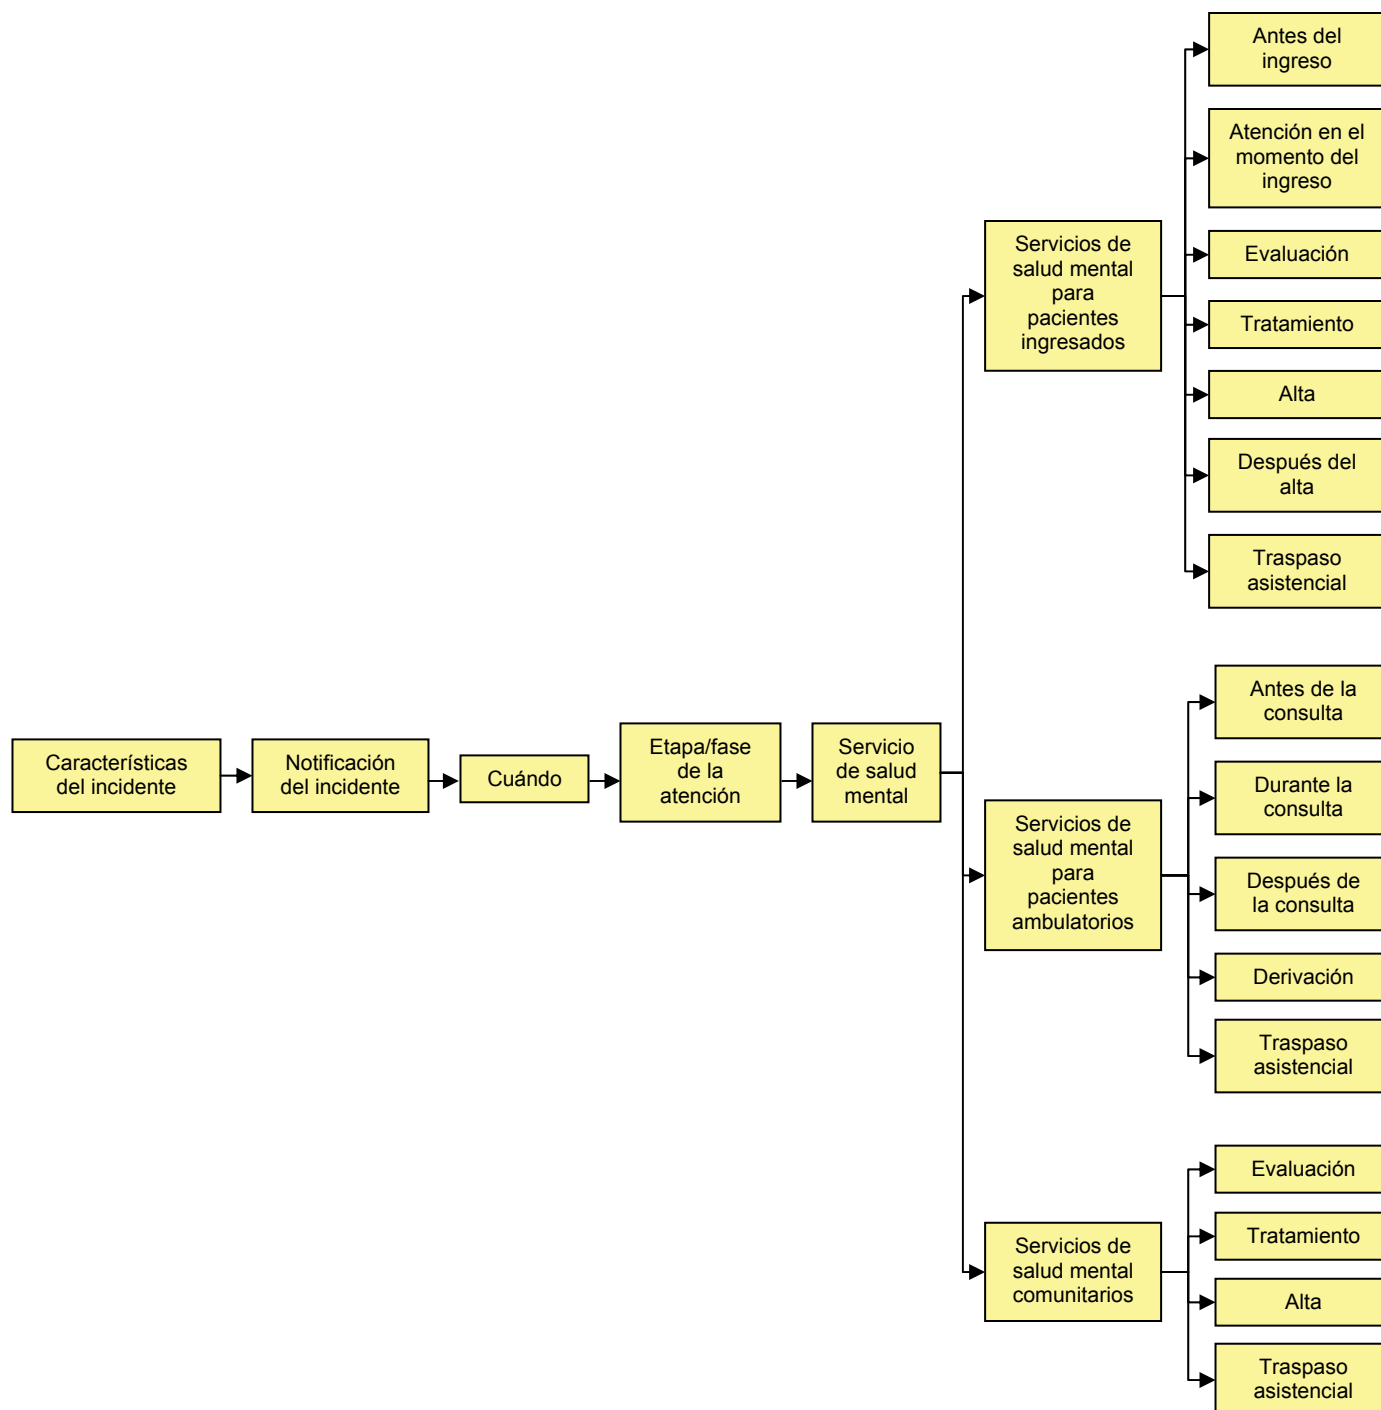 Características
del incidente
Notificación
del incidente
Cuándo
Etapa/fase
de la
atención
Servicio
de salud
mental
Servicios de
salud mental
para
pacientes
ingresados
Antes del
ingreso
Atención en el
momento del
ingreso
Evaluación
Tratamiento
Alta
Después del
alta
Traspaso
asistencial
Servicios de
salud mental
para
pacientes
ambulatorios
Antes de la
consulta
Durante la
consulta
Después de
la consulta
Derivación
Traspaso
asistencial
Servicios de
salud mental
comunitarios
Evaluación
Tratamiento
Alta
Traspaso
asistencial